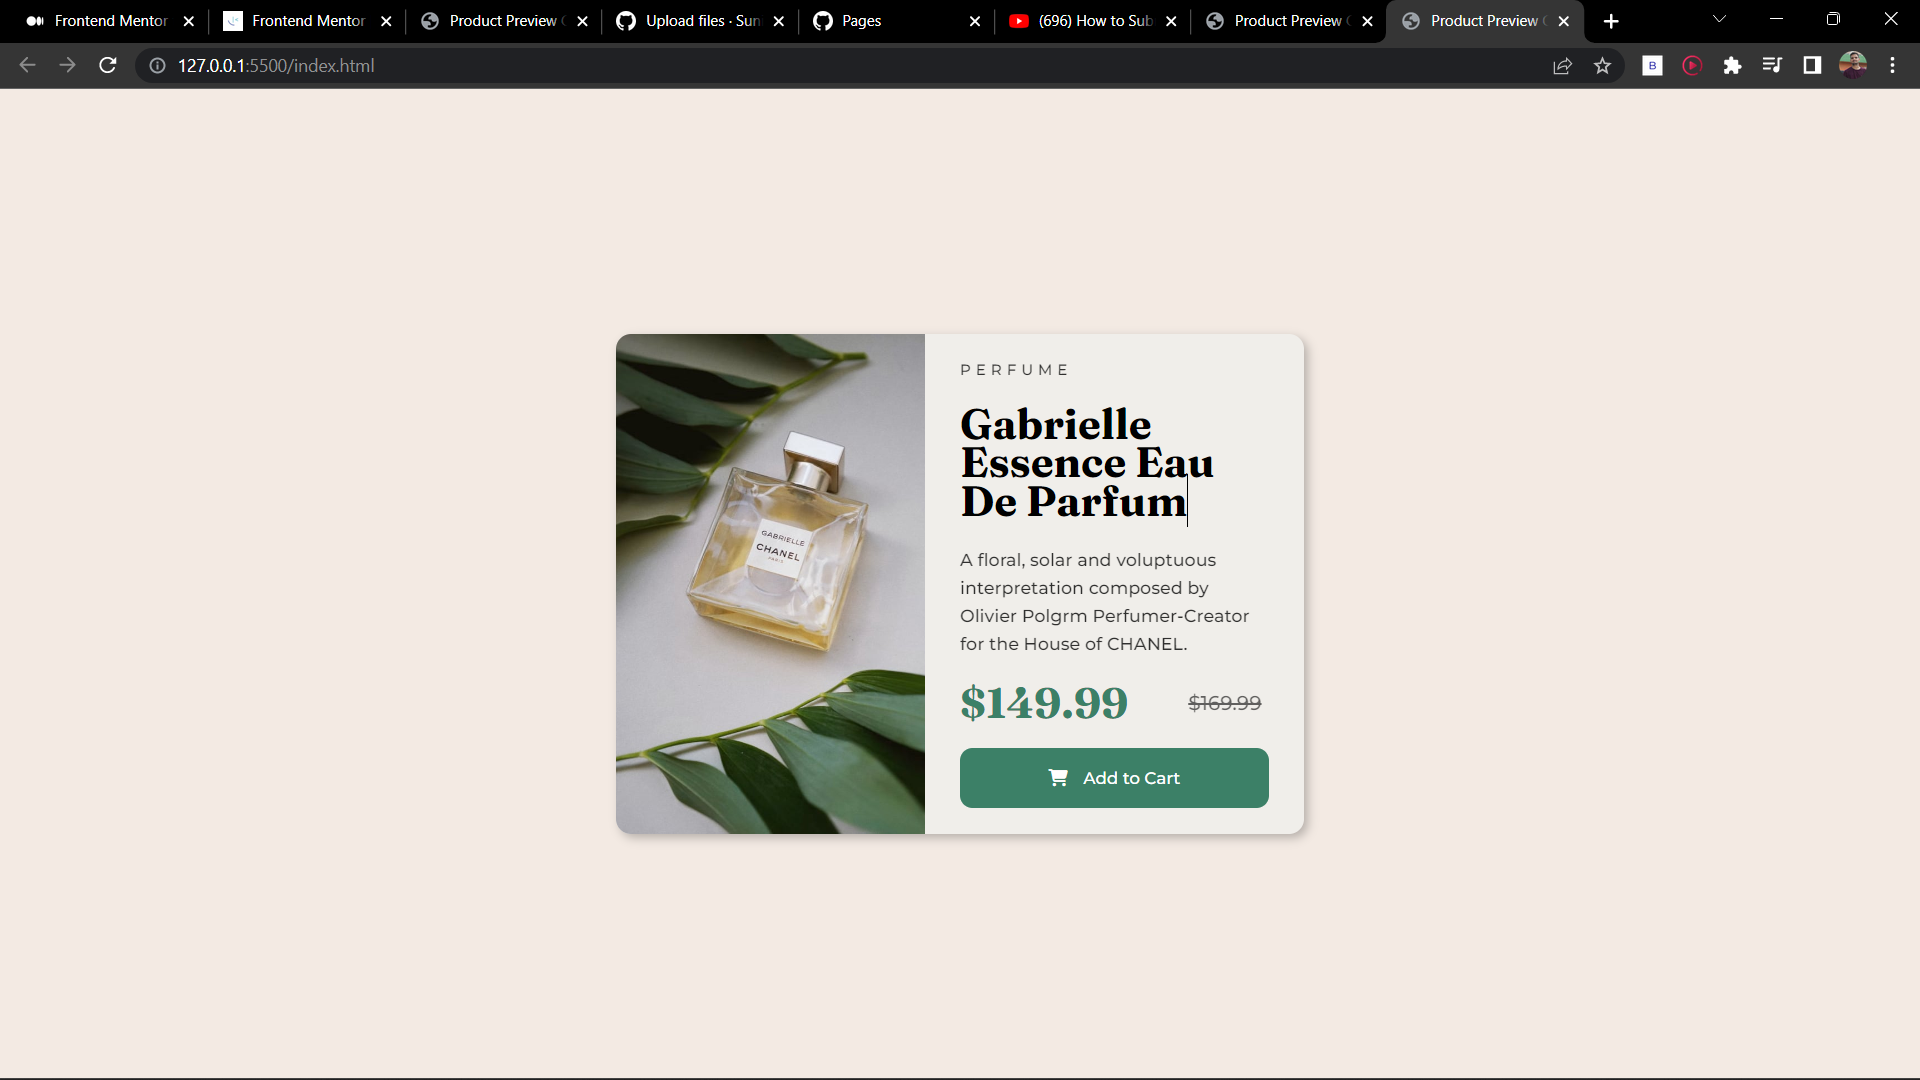 Frontend Mentor
Frontend Mentor
Product Preview
Upload files · Sun
Pages
(696) How to Sub
Product Preview
Product Preview
127.0.0.1:5500/index.html
B
PERFUME
Gabrielle
Essence Eau
De Parfum
A floral, solar and voluptuous
interpretation composed by
Olivier Polgrm Perfumer-Creator
for the House of CHANEL.
$149.99
$169.99
Add to Cart
GABRIELLE
CHANEL
PARIS